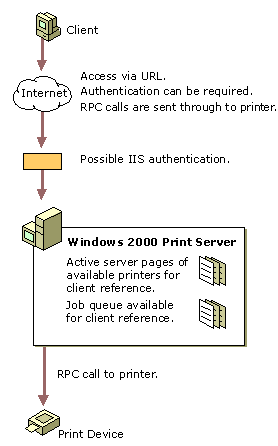 Client
Access via URL.
Internet
Authentication can be required.
RPC calls are sent through to printer.
Possible IIS authentication.
Windows 2000 Print Server
Active server pages of
available printers for
client reference.
Job queue available
for client reference.
RPC call to printer.
Print Device